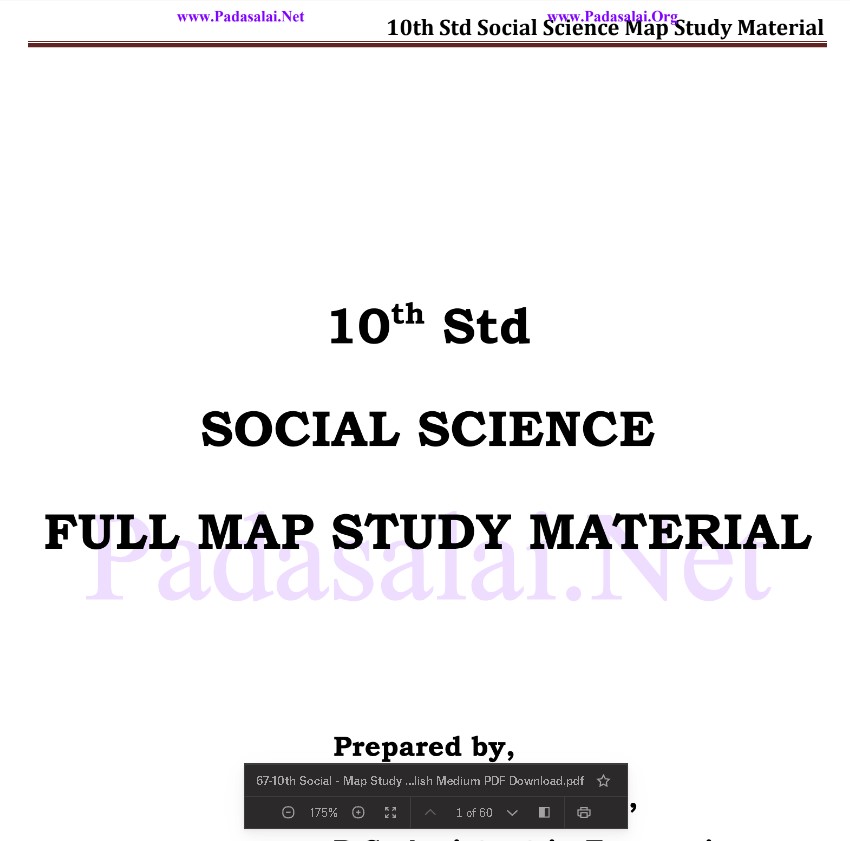 www.Padasalai.Net www.Padasalai.Org
10th Std Social Science Map Study Material
10th Std
SOCIAL SCIENCE
FULL MAP STUDY MATERIAL
Padasalai.Net
Prepared by,
67-10th Social - Map Study ...lish Medium PDF Download.pdf
175% 1 of 60